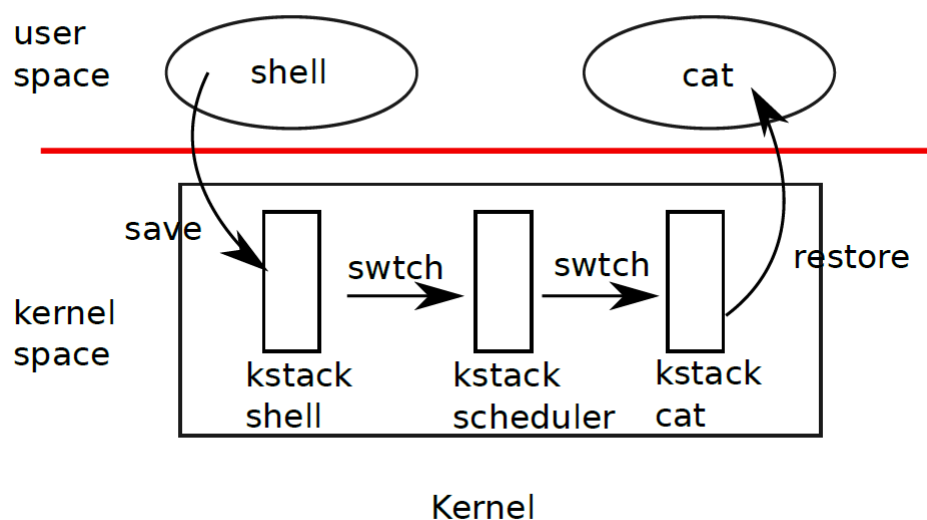 user
space
shell
cat
save
swtch
swtch
restore
kernel
space
kstack
shell
kstack
scheduler
kstack
cat
Kernel